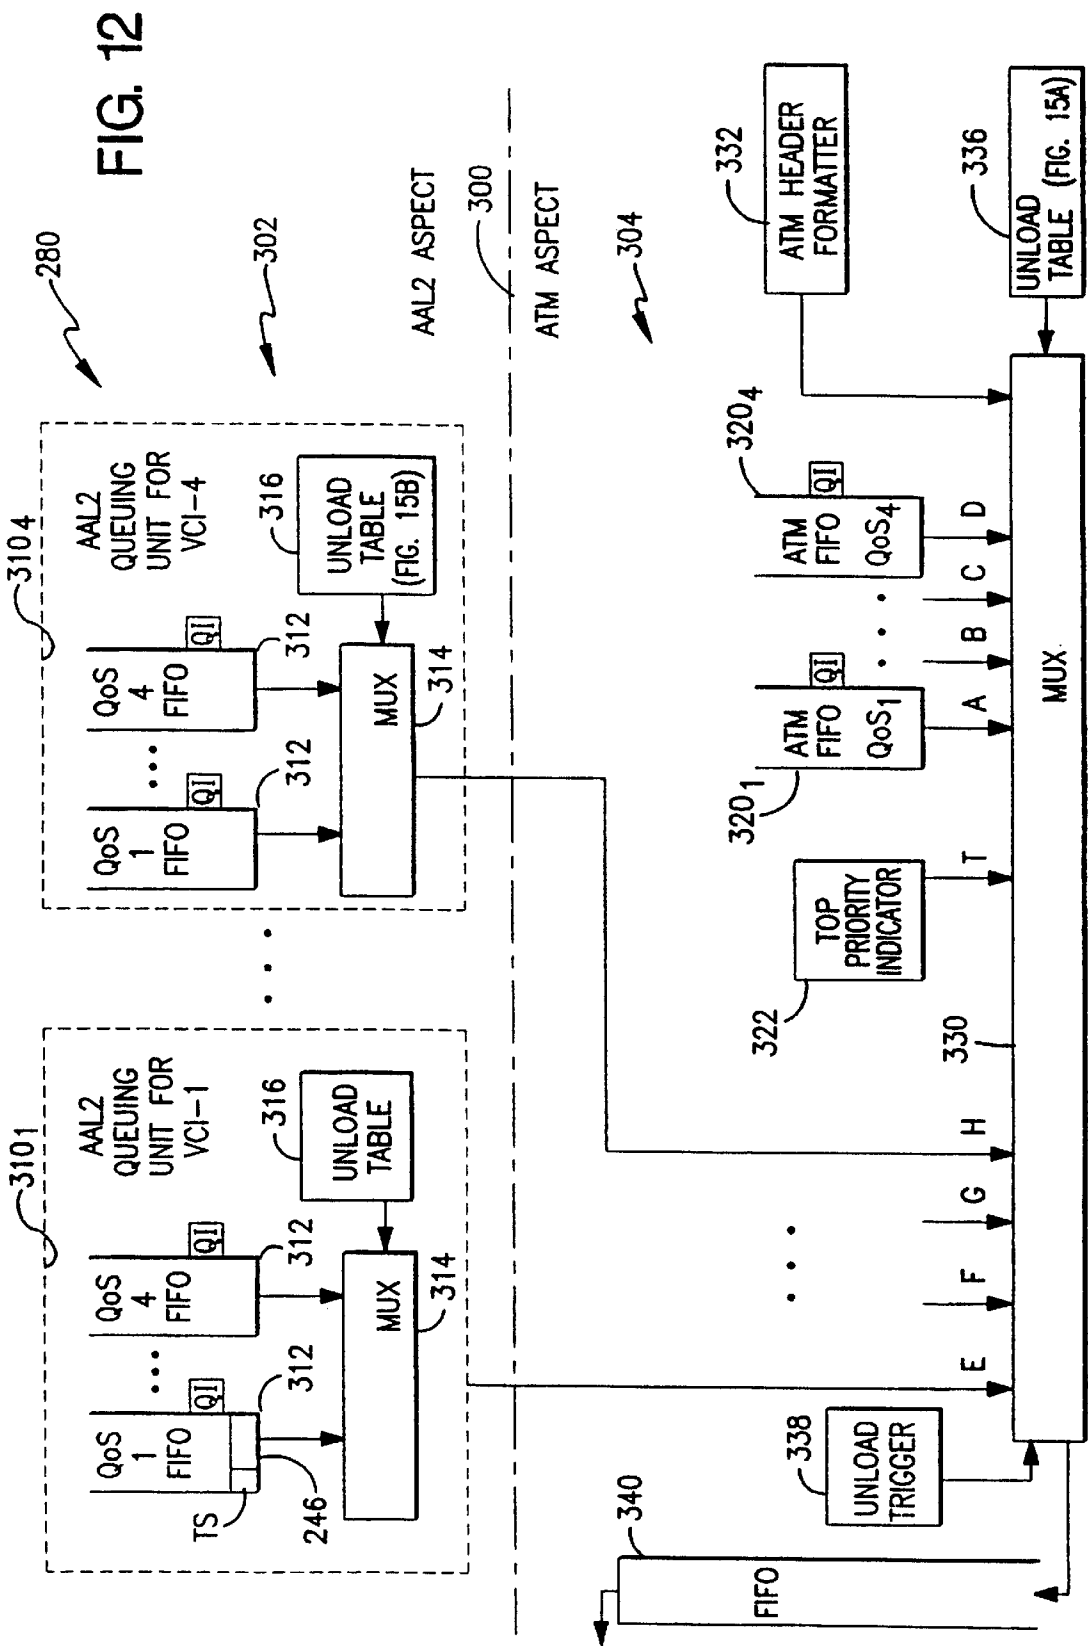 FIG. 12
280
302
AAL2 ASPECT
300
ATM ASPECT
304
310₁
AAL2
QUEUING
UNIT FOR
VCI-1
QoS
1
FIFO
QI
TS
246
312
QoS
4
FIFO
QI
312
316
UNLOAD
TABLE
MUX
314
310₄
AAL2
QUEUING
UNIT FOR
VCI-4
QoS
1
FIFO
QI
312
QoS
4
FIFO
QI
312
316
UNLOAD
TABLE
(FIG. 15B)
MUX
314
340
FIFO
338
UNLOAD
TRIGGER
E
F
G
H
330
322
TOP
PRIORITY
INDICATOR
T
320₁
ATM
FIFO
QoS₁
QI
A
B
C
D
320₄
ATM
FIFO
QoS₄
QI
332
ATM HEADER
FORMATTER
MUX
336
UNLOAD
TABLE (FIG. 15A)